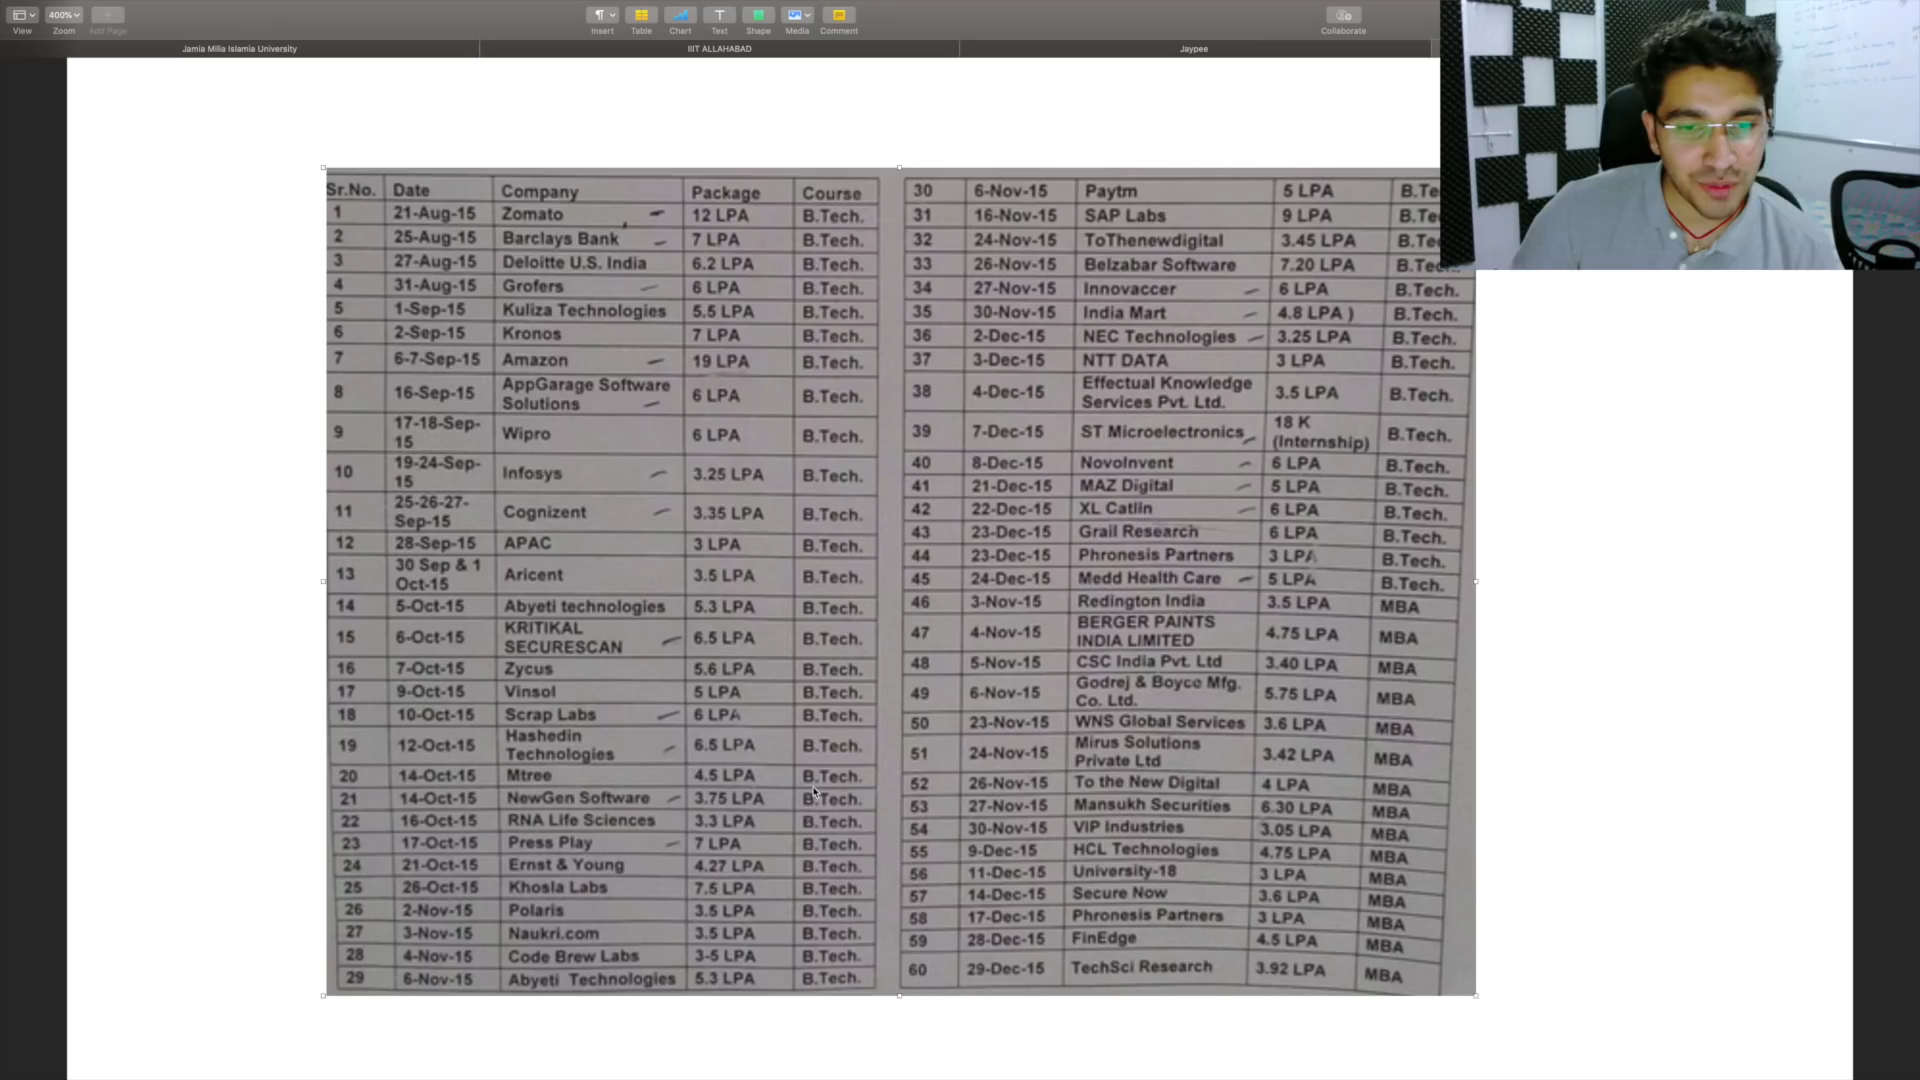 View
400%
Zoom
Add Page
Insert
Table
Chart
Text
Shape
Media
Comment
Collaborate
Jamia Milia Islamia University
IIIT ALLAHABAD
Jaypee
Sr.No. Date Company Package Course
1 21-Aug-15 Zomato 12 LPA B.Tech.
2 25-Aug-15 Barclays Bank 7 LPA B.Tech.
3 27-Aug-15 Deloitte U.S. India 6.2 LPA B.Tech.
4 31-Aug-15 Grofers 6 LPA B.Tech.
5 1-Sep-15 Kuliza Technologies 5.5 LPA B.Tech.
6 2-Sep-15 Kronos 7 LPA B.Tech.
7 6-7-Sep-15 Amazon 19 LPA B.Tech.
8 16-Sep-15 AppGarage Software
Solutions 6 LPA B.Tech.
9 17-18-Sep-
15 Wipro 6 LPA B.Tech.
10 19-24-Sep-
15 Infosys 3.25 LPA B.Tech.
11 25-26-27-
Sep-15 Cognizent 3.35 LPA B.Tech.
12 28-Sep-15 APAC 3 LPA B.Tech.
13 30 Sep & 1
Oct-15 Aricent 3.5 LPA B.Tech.
14 5-Oct-15 Abyeti technologies 5.3 LPA B.Tech.
15 6-Oct-15 KRITIKAL
SECURESCAN 6.5 LPA B.Tech.
16 7-Oct-15 Zycus 5.6 LPA B.Tech.
17 9-Oct-15 Vinsol 5 LPA B.Tech.
18 10-Oct-15 Scrap Labs 6 LPA B.Tech.
19 12-Oct-15 Hashedin
Technologies 6.5 LPA B.Tech.
20 14-Oct-15 Mtree 4.5 LPA B.Tech.
21 14-Oct-15 NewGen Software 3.75 LPA B.Tech.
22 16-Oct-15 RNA Life Sciences 3.3 LPA B.Tech.
23 17-Oct-15 Press Play 7 LPA B.Tech.
24 21-Oct-15 Ernst & Young 4.27 LPA B.Tech.
25 26-Oct-15 Khosla Labs 7.5 LPA B.Tech.
26 2-Nov-15 Polaris 3.5 LPA B.Tech.
27 3-Nov-15 Naukri.com 3.5 LPA B.Tech.
28 4-Nov-15 Code Brew Labs 3-5 LPA B.Tech.
29 6-Nov-15 Abyeti Technologies 5.3 LPA B.Tech.
30 6-Nov-15 Paytm 5 LPA B.Te
31 16-Nov-15 SAP Labs 9 LPA B.Te
32 24-Nov-15 ToThenewdigital 3.45 LPA B.Te
33 26-Nov-15 Belzabar Software 7.20 LPA B.Tec
34 27-Nov-15 Innovaccer 6 LPA B.Tech.
35 30-Nov-15 India Mart 4.8 LPA ) B.Tech.
36 2-Dec-15 NEC Technologies 3.25 LPA B.Tech.
37 3-Dec-15 NTT DATA 3 LPA B.Tech.
38 4-Dec-15 Effectual Knowledge
Services Pvt. Ltd. 3.5 LPA B.Tech.
39 7-Dec-15 ST Microelectronics 18 K
(Internship) B.Tech.
40 8-Dec-15 NovoInvent 6 LPA B.Tech.
41 21-Dec-15 MAZ Digital 5 LPA B.Tech.
42 22-Dec-15 XL Catlin 6 LPA B.Tech.
43 23-Dec-15 Grail Research 6 LPA B.Tech.
44 23-Dec-15 Phronesis Partners 3 LPA B.Tech.
45 24-Dec-15 Medd Health Care 5 LPA B.Tech.
46 3-Nov-15 Redington India 3.5 LPA MBA
47 4-Nov-15 BERGER PAINTS
INDIA LIMITED 4.75 LPA MBA
48 5-Nov-15 CSC India Pvt. Ltd 3.40 LPA MBA
49 6-Nov-15 Godrej & Boyce Mfg.
Co. Ltd. 5.75 LPA MBA
50 23-Nov-15 WNS Global Services 3.6 LPA MBA
51 24-Nov-15 Mirus Solutions
Private Ltd 3.42 LPA MBA
52 26-Nov-15 To the New Digital 4 LPA MBA
53 27-Nov-15 Mansukh Securities 6.30 LPA MBA
54 30-Nov-15 VIP Industries 3.05 LPA MBA
55 9-Dec-15 HCL Technologies 4.75 LPA MBA
56 11-Dec-15 University-18 3 LPA MBA
57 14-Dec-15 Secure Now 3.6 LPA MBA
58 17-Dec-15 Phronesis Partners 3 LPA MBA
59 28-Dec-15 FinEdge 4.5 LPA MBA
60 29-Dec-15 TechSci Research 3.92 LPA MBA